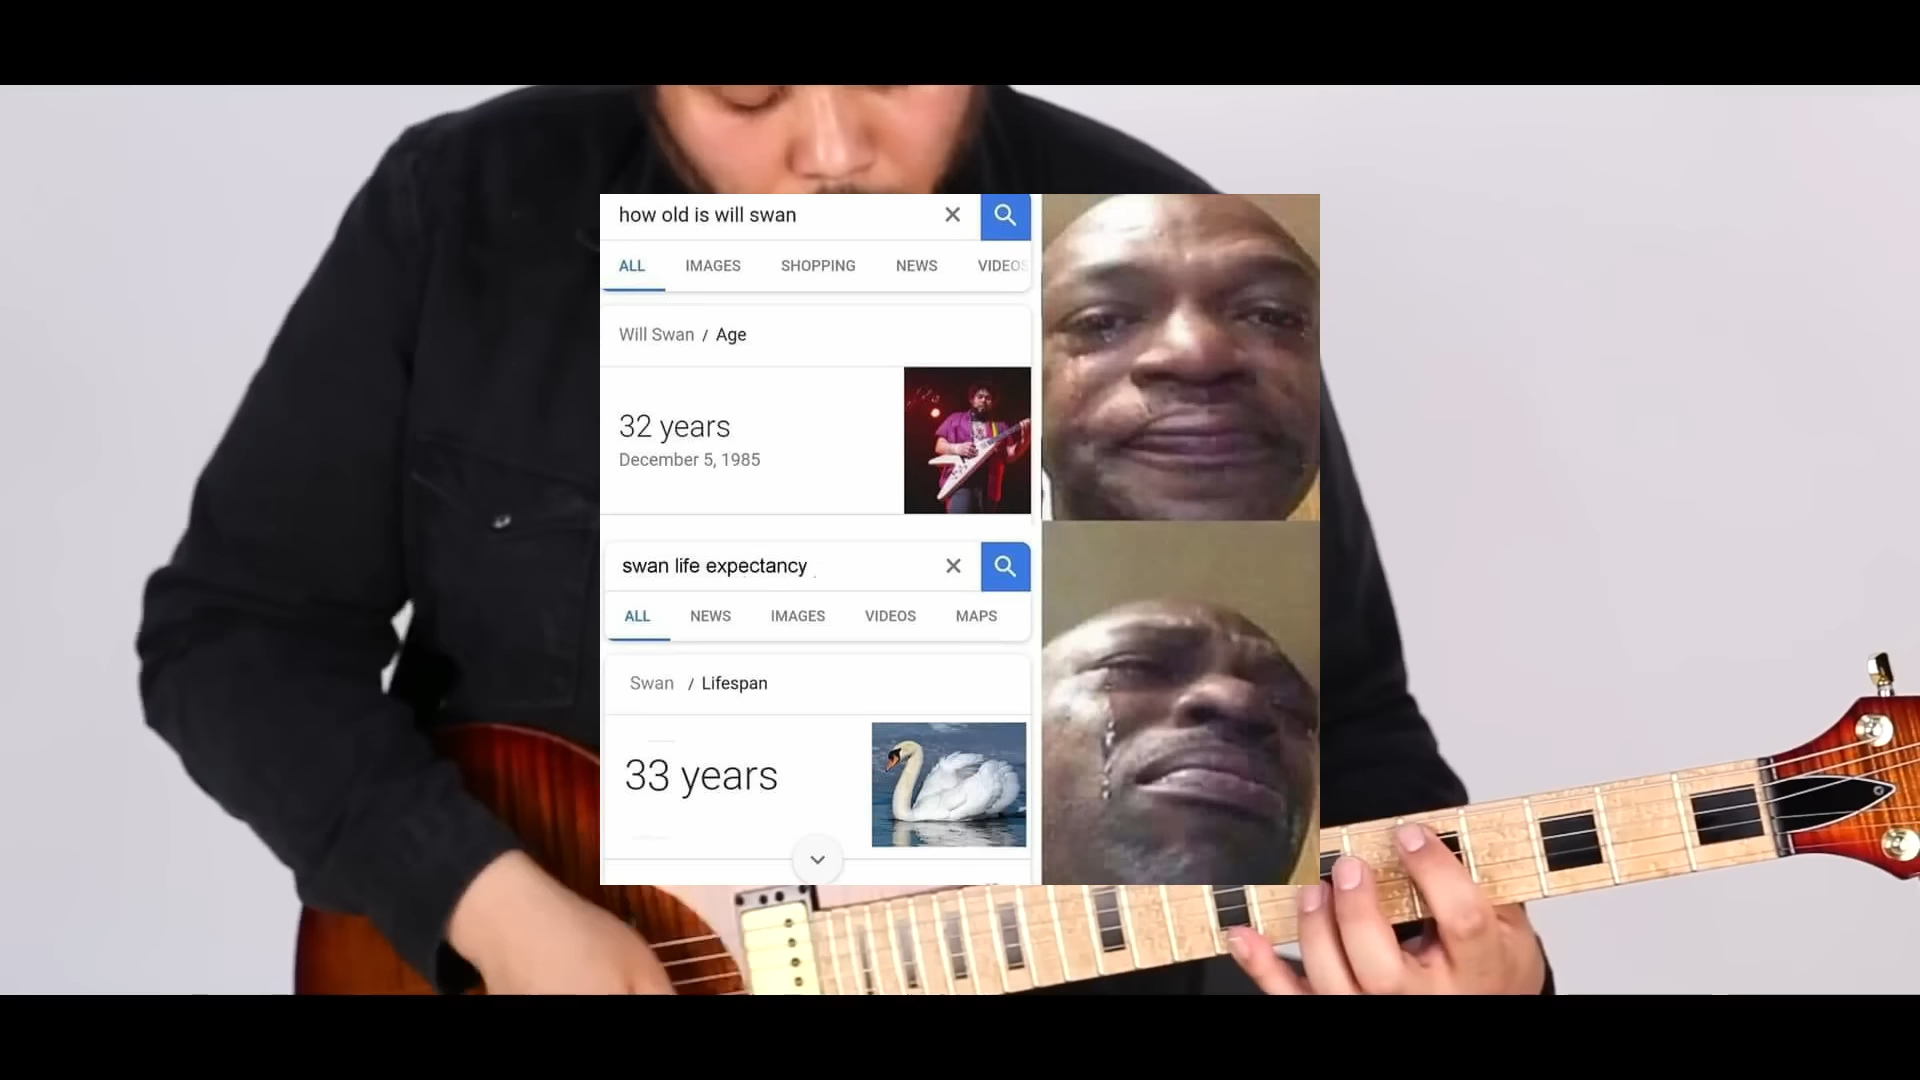 how old is will swan
ALL IMAGES SHOPPING NEWS VIDEOS
Will Swan / Age
32 years
December 5, 1985
swan life expectancy
ALL NEWS IMAGES VIDEOS MAPS
Swan / Lifespan
33 years